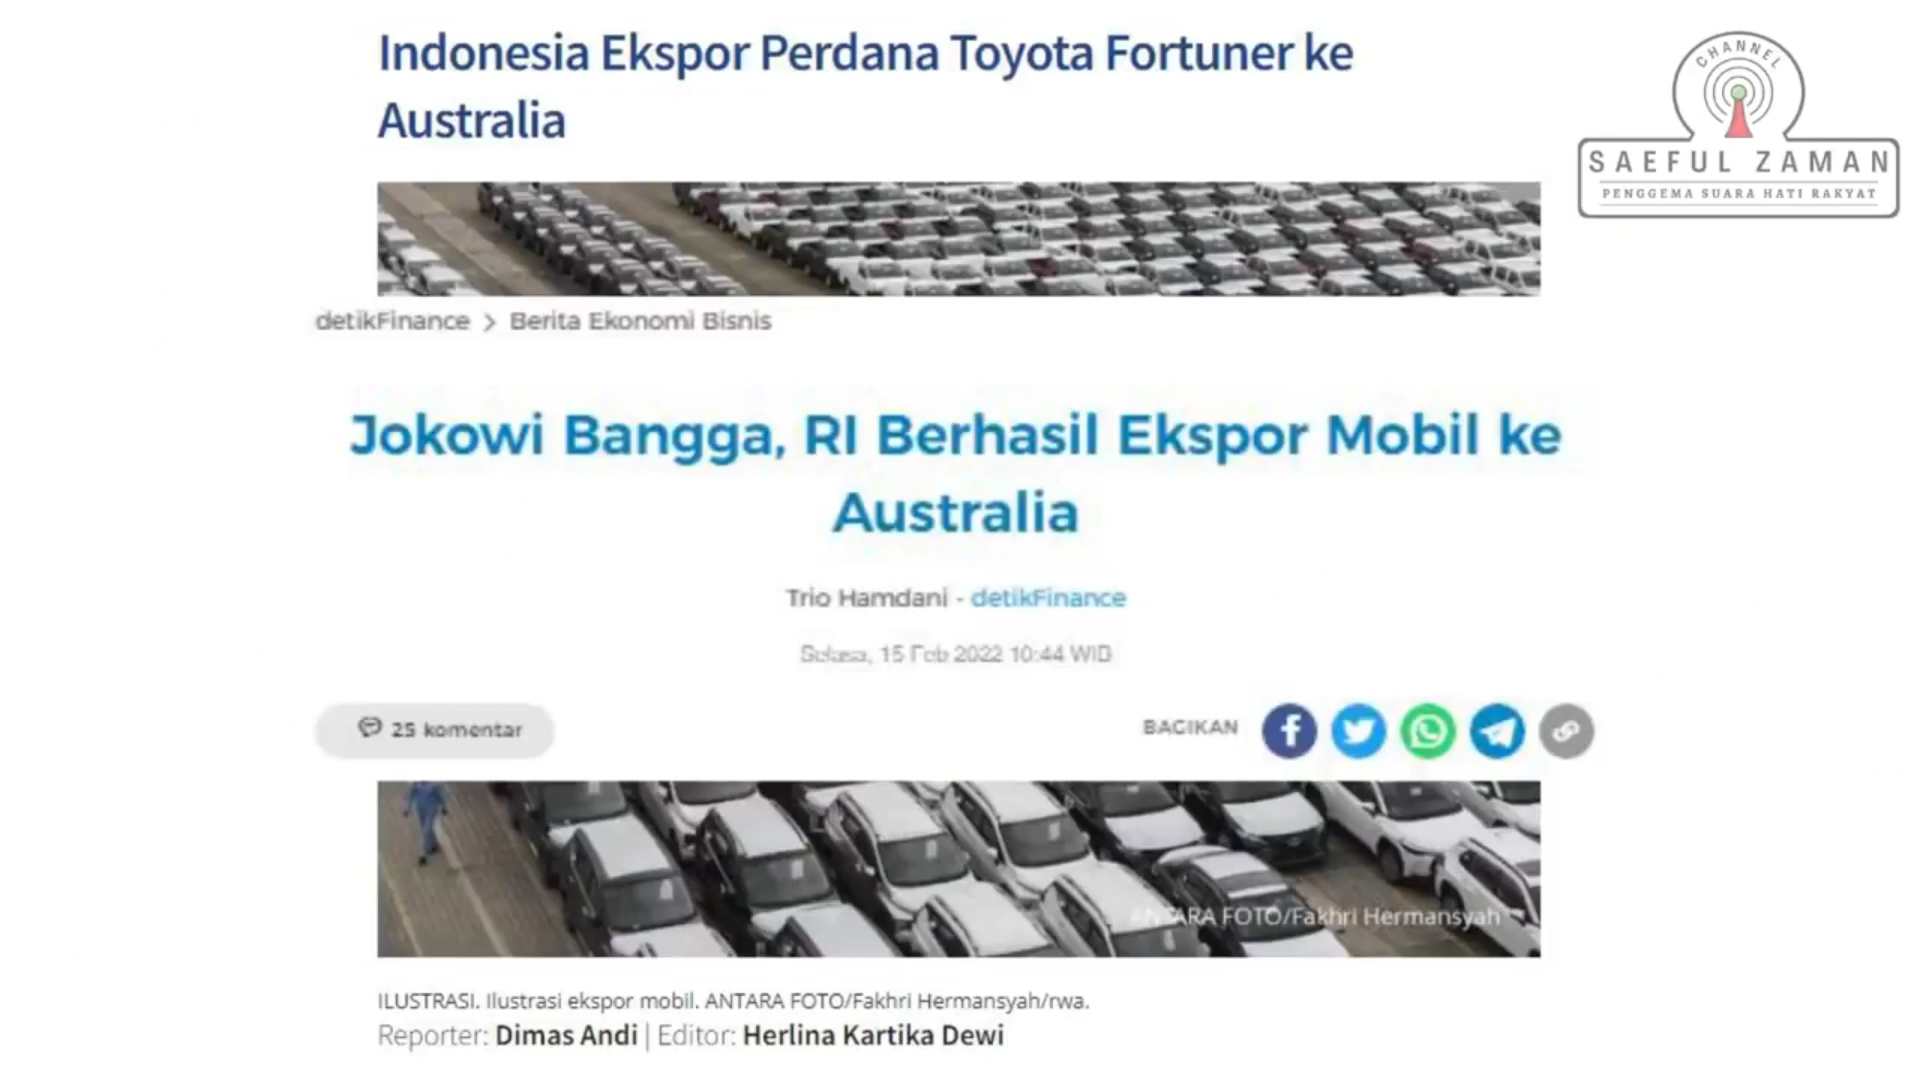 Indonesia Ekspor Perdana Toyota Fortuner ke
Australia
CHANNEL
SAEFUL ZAMAN
PENGGEMA SUARA HATI RAKYAT
detikFinance > Berita Ekonomi Bisnis
Jokowi Bangga, RI Berhasil Ekspor Mobil ke
Australia
Trio Hamdani - detikFinance
Selasa, 15 Feb 2022 10:44 WIB
25 komentar
BAGIKAN
ANTARA FOTO/Fakhri Hermansyah
ILUSTRASI. Ilustrasi ekspor mobil. ANTARA FOTO/Fakhri Hermansyah/rwa.
Reporter: Dimas Andi | Editor: Herlina Kartika Dewi